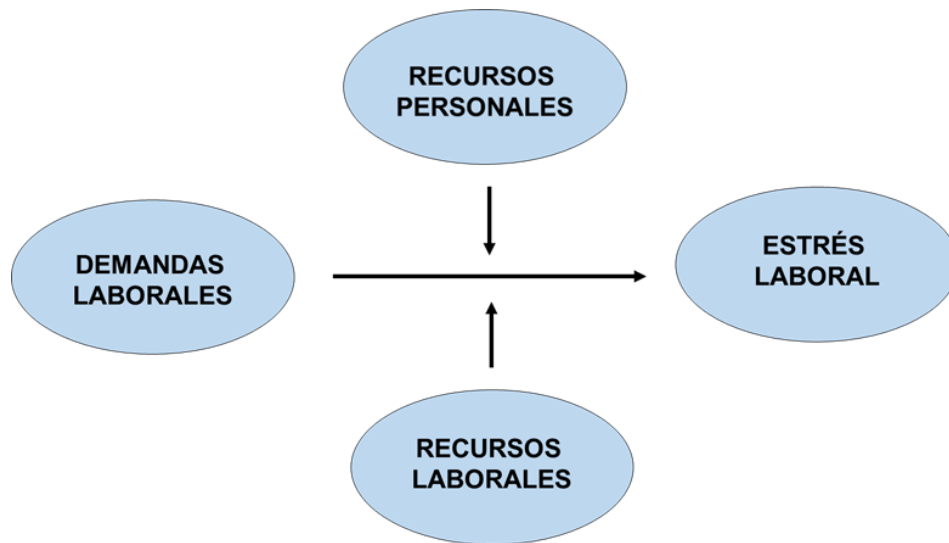 RECURSOS
PERSONALES
DEMANDAS
LABORALES
ESTRÉS
LABORAL
RECURSOS
LABORALES